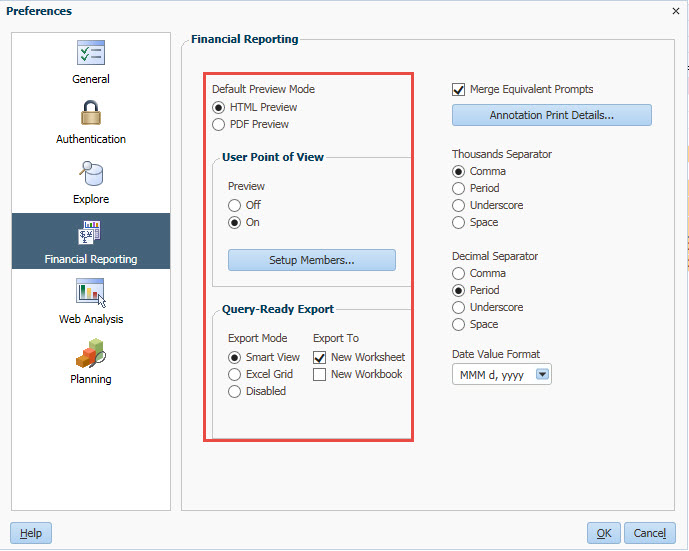 Preferences
General
Authentication
Explore
Financial Reporting
Web Analysis
Planning
Financial Reporting
Default Preview Mode
HTML Preview
PDF Preview
User Point of View
Preview
Off
On
Setup Members...
Query-Ready Export
Export Mode
Smart View
Excel Grid
Disabled
Export To
New Worksheet
New Workbook
Merge Equivalent Prompts
Annotation Print Details...
Thousands Separator
Comma
Period
Underscore
Space
Decimal Separator
Comma
Period
Underscore
Space
Date Value Format
MMM d, yyyy
Help
OK
Cancel